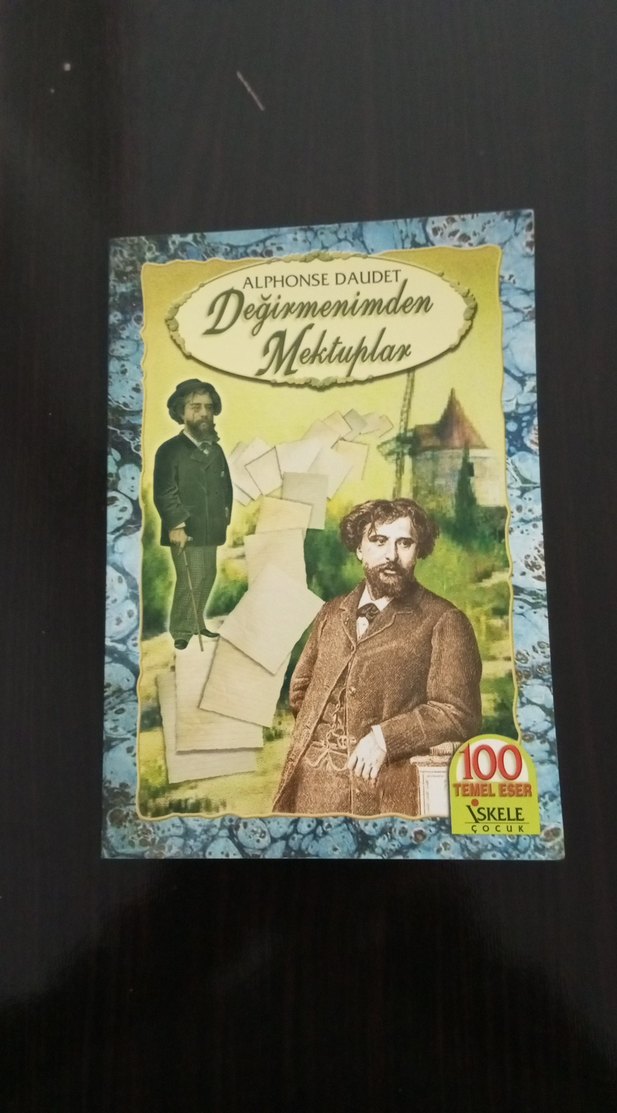 ALPHONSE DAUDET
Değirmenimden
Mektuplar
100
TEMEL ESER
İSKELE
ÇOCUK